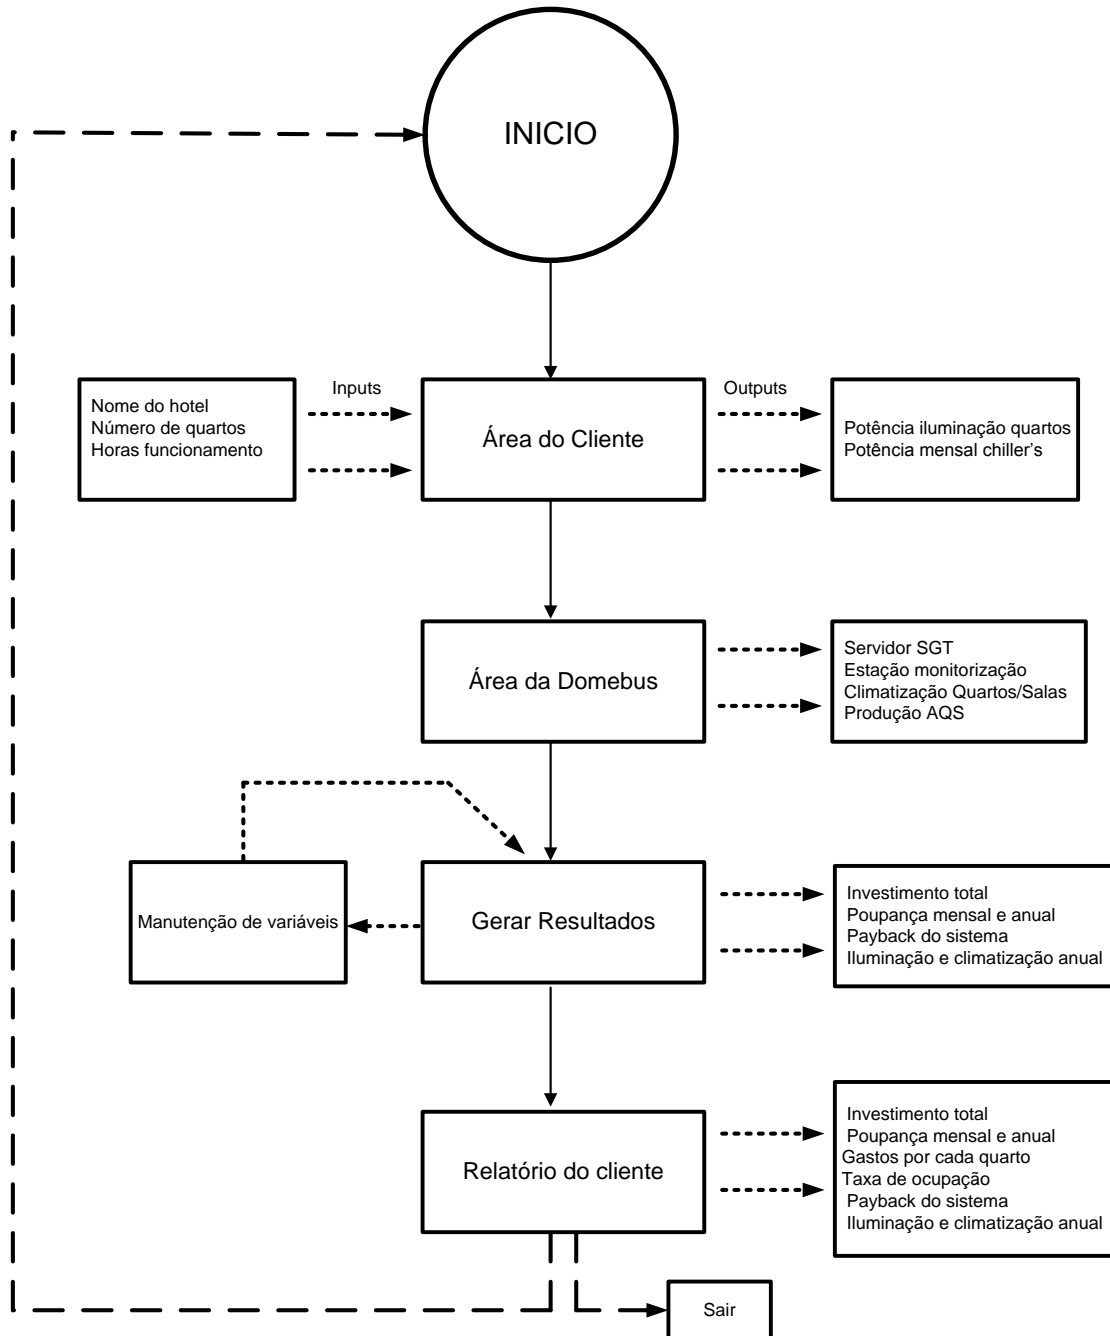 INICIO
Inputs
Outputs
Nome do hotel
Número de quartos
Horas funcionamento
Área do Cliente
Potência iluminação quartos
Potência mensal chiller’s
Área da Domebus
Servidor SGT
Estação monitorização
Climatização Quartos/Salas
Produção AQS
Manutenção de variáveis
Gerar Resultados
Investimento total
Poupança mensal e anual
Payback do sistema
Iluminação e climatização anual
Relatório do cliente
Investimento total
Poupança mensal e anual
Gastos por cada quarto
Taxa de ocupação
Payback do sistema
Iluminação e climatização anual
Sair